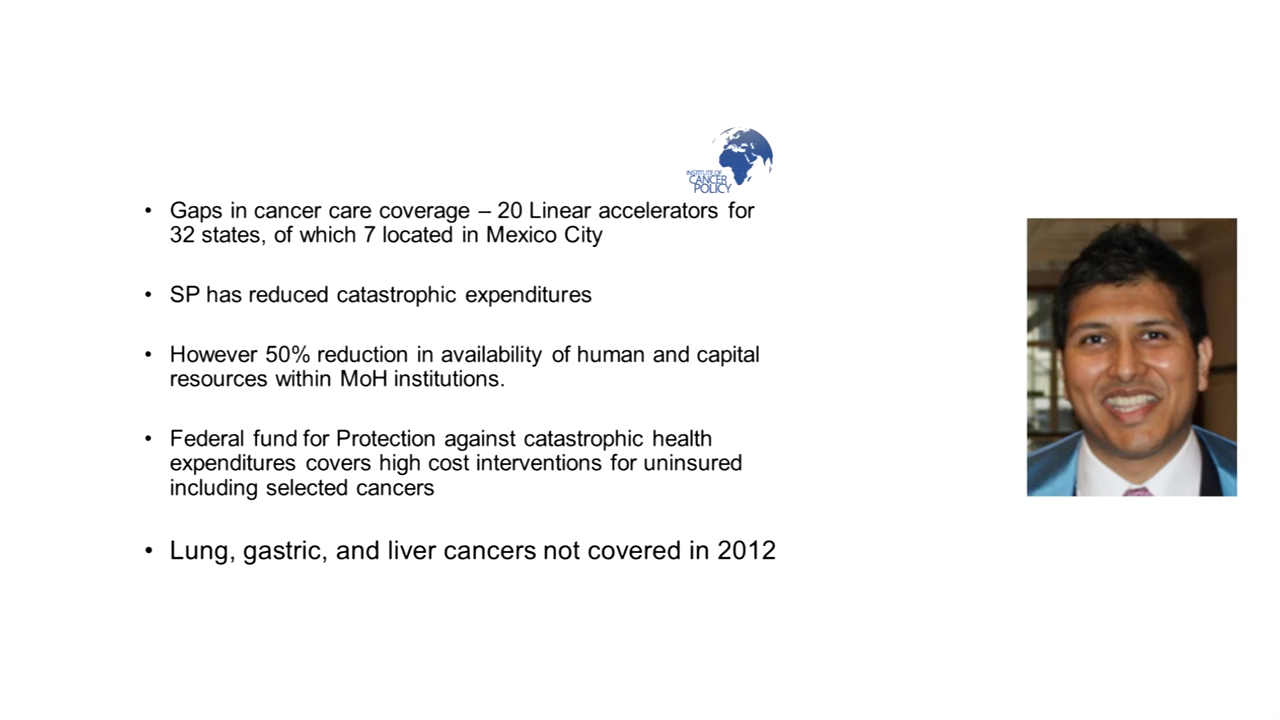 INSTITUTE OF
CANCER
POLICY
• Gaps in cancer care coverage – 20 Linear accelerators for
32 states, of which 7 located in Mexico City
• SP has reduced catastrophic expenditures
• However 50% reduction in availability of human and capital
resources within MoH institutions.
• Federal fund for Protection against catastrophic health
expenditures covers high cost interventions for uninsured
including selected cancers
• Lung, gastric, and liver cancers not covered in 2012